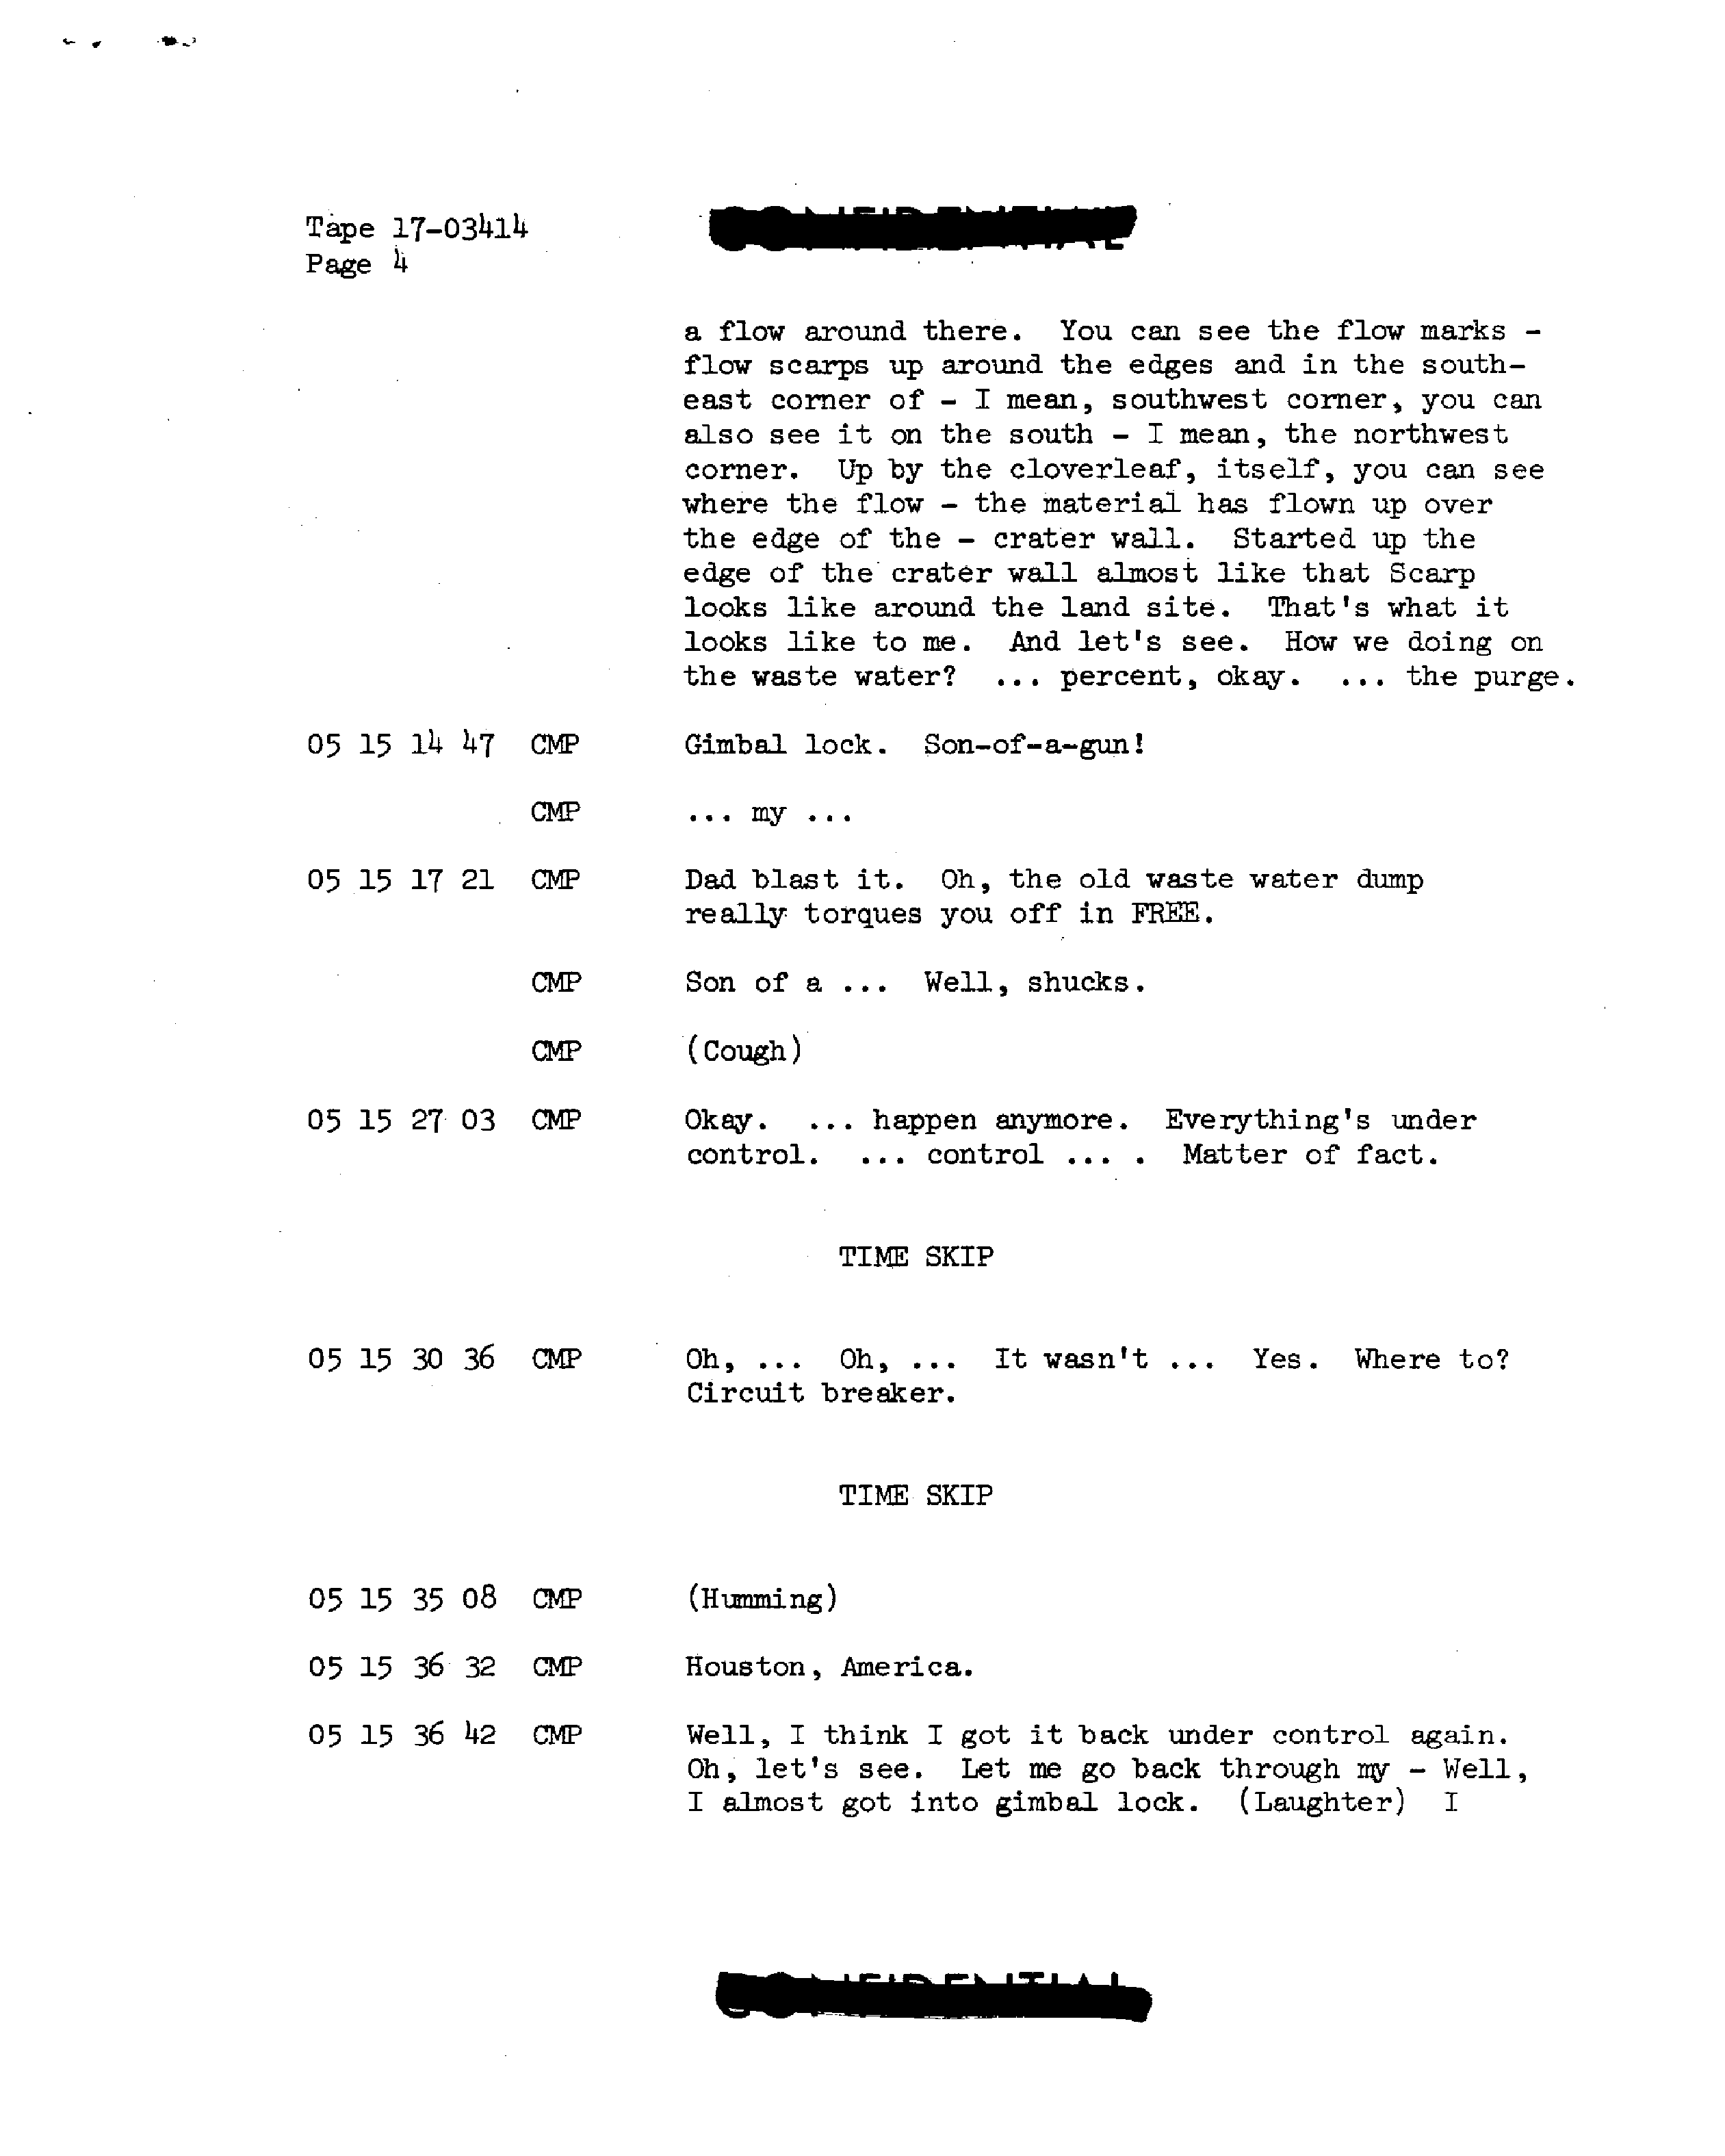 Tape 17-03414
Page 4
CONFIDENTIAL
a flow around there. You can see the flow marks -
flow scarps up around the edges and in the south-
east corner of - I mean, southwest corner, you can
also see it on the south - I mean, the northwest
corner. Up by the cloverleaf, itself, you can see
where the flow - the material has flown up over
the edge of the - crater wall. Started up the
edge of the crater wall almost like that Scarp
looks like around the land site. That's what it
looks like to me. And let's see. How we doing on
the waste water? ... percent, okay. ... the purge.
05 15 14 47 CMP Gimbal lock. Son-of-a-gun!
CMP ... my ...
05 15 17 21 CMP Dad blast it. Oh, the old waste water dump
really torques you off in FREE.
CMP Son of a ... Well, shucks.
CMP (Cough)
05 15 27 03 CMP Okay. ... happen anymore. Everything's under
control. ... control ... . Matter of fact.
TIME SKIP
05 15 30 36 CMP Oh, ... Oh, ... It wasn't ... Yes. Where to?
Circuit breaker.
TIME SKIP
05 15 35 08 CMP (Humming)
05 15 36 32 CMP Houston, America.
05 15 36 42 CMP Well, I think I got it back under control again.
Oh, let's see. Let me go back through my - Well,
I almost got into gimbal lock. (Laughter) I
CONFIDENTIAL